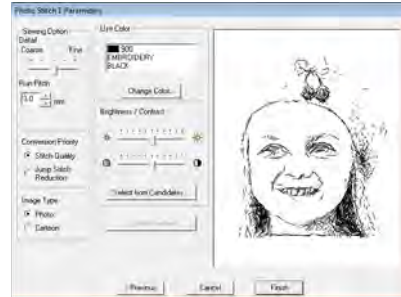 Photo Stitch 2 Parameters
Sewing Option
Detail
Coarse Fine
Run Pitch
3.0 mm
Conversion Priority
Stitch Quality
Jump Stitch
Reduction
Image Type
Photo
Cartoon
Use Color
900
EMBROIDERY
BLACK
Change Color...
Brightness / Contrast
Select from Candidates...
Previous
Cancel
Finish